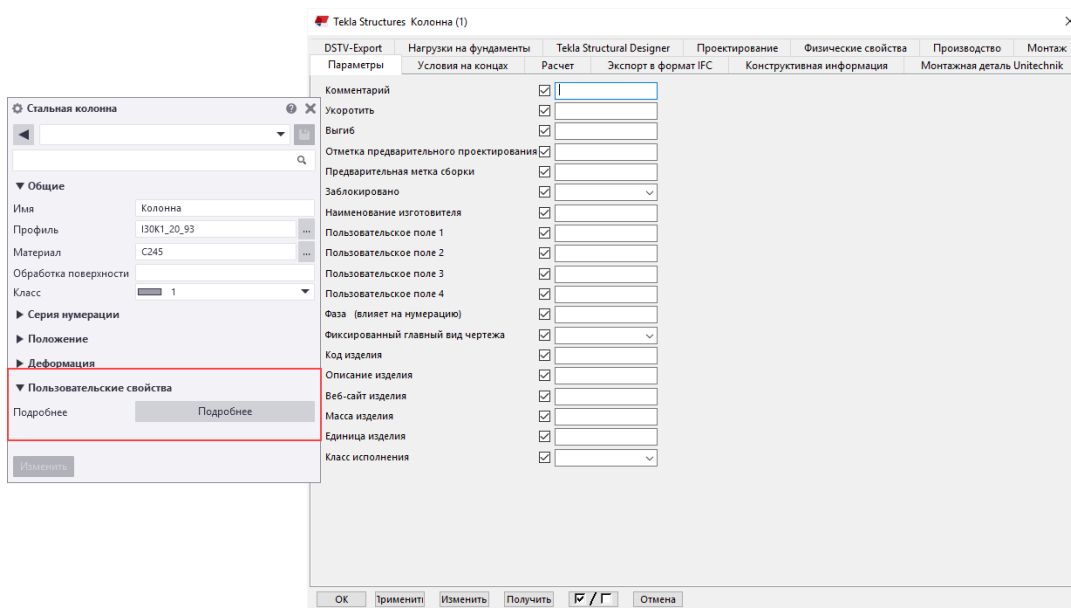 Tekla Structures Колонна (1)
DSTV-Export Нагрузки на фундаменты Tekla Structural Designer Проектирование Физические свойства Производство Монтаж
Параметры Условия на концах Расчет Экспорт в формат IFC Конструктивная информация Монтажная деталь Unitechnik
Комментарий
Укоротить
Выгиб
Отметка предварительного проектирования
Предварительная метка сборки
Заблокировано
Наименование изготовителя
Пользовательское поле 1
Пользовательское поле 2
Пользовательское поле 3
Пользовательское поле 4
Фаза (влияет на нумерацию)
Фиксированный главный вид чертежа
Код изделия
Описание изделия
Веб-сайт изделия
Масса изделия
Единица изделия
Класс исполнения
OK Применить Изменить Получить / Отмена
Стальная колонна
Общие
Имя Колонна
Профиль I30K1_20_93 ...
Материал C245 ...
Обработка поверхности
Класс 1
Серия нумерации
Положение
Деформация
Пользовательские свойства
Подробнее Подробнее
Изменить